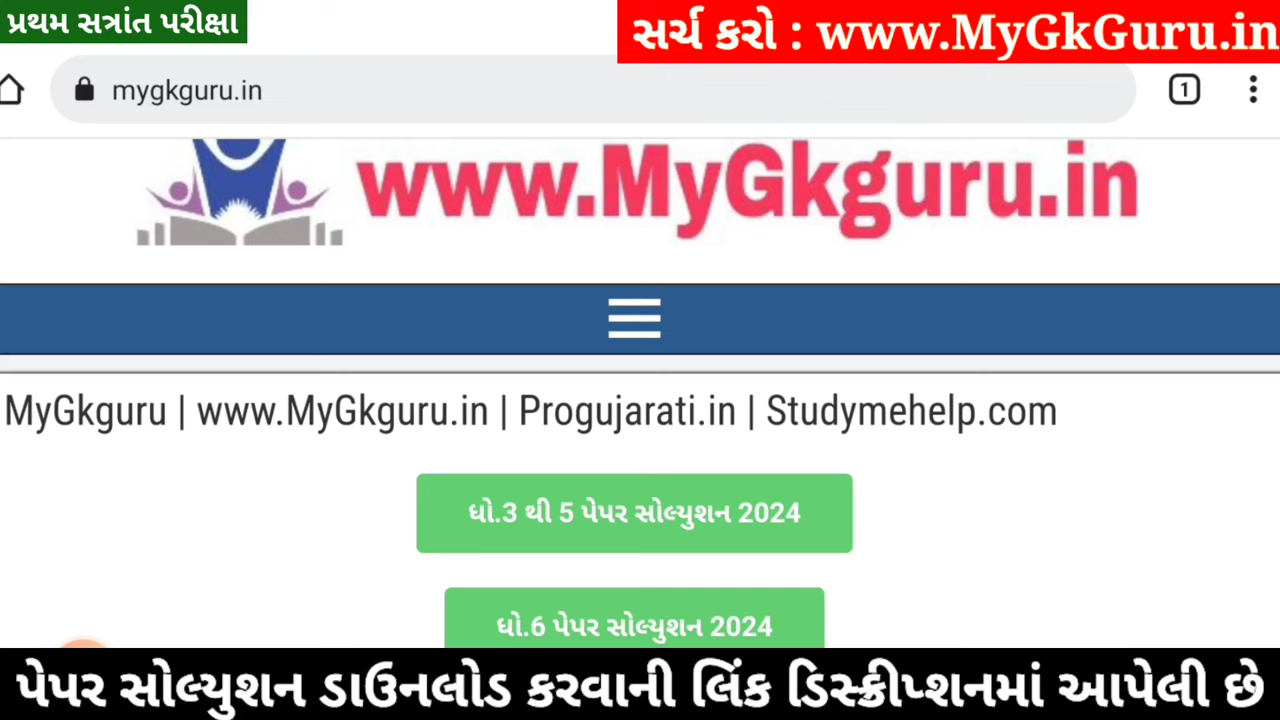 પ્રથમ સત્રાંત પરીક્ષા
સર્ચ કરો : www.MyGkGuru.in
mygkguru.in
1
www.MyGkguru.in
MyGkguru | www.MyGkguru.in | Progujarati.in | Studymehelp.com
ધો.3 થી 5 પેપર સોલ્યુશન 2024
ધો.6 પેપર સોલ્યુશન 2024
પેપર સોલ્યુશન ડાઉનલોડ કરવાની લિંક ડિસ્ક્રીપ્શનમાં આપેલી છે